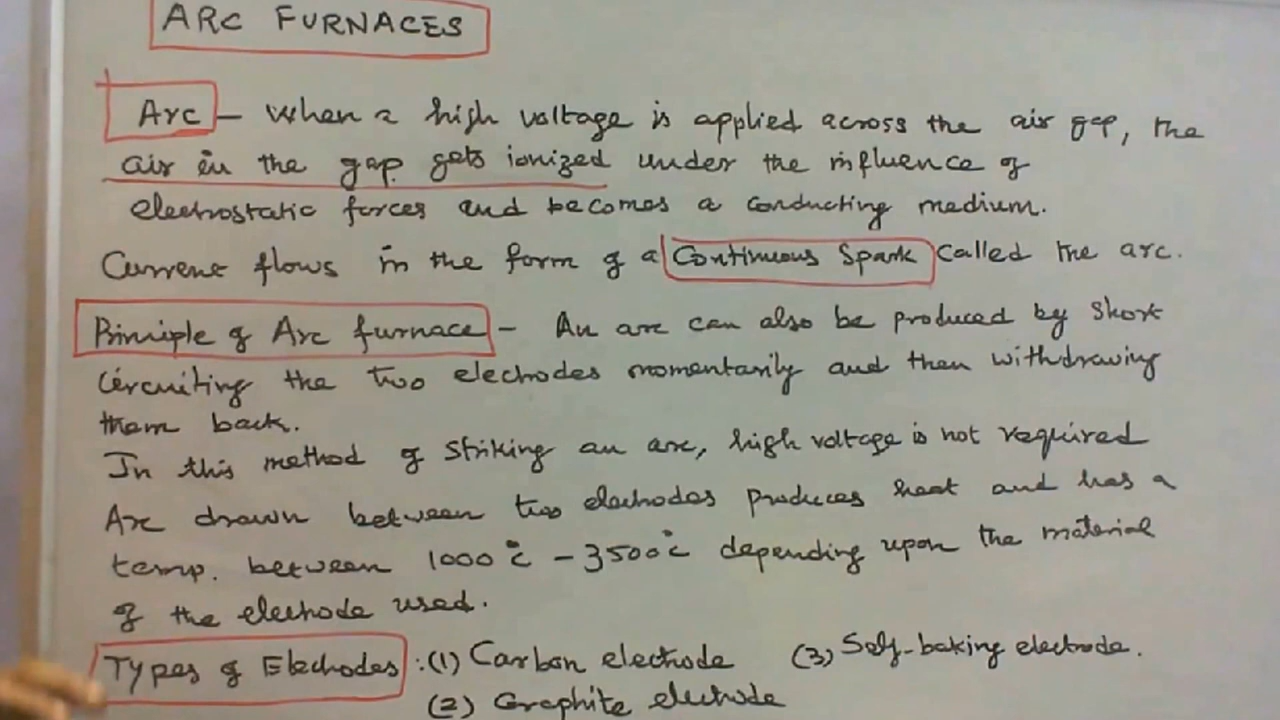 ARC FURNACES
Arc - When a high voltage is applied across the air gap, the
air in the gap gets ionized under the influence of
electrostatic forces and becomes a conducting medium.
Current flows in the form of a Continuous Spark called the arc.
Principle of Arc furnace - An arc can also be produced by short
circuiting the two electrodes momentarily and then withdrawing
them back.
In this method of striking an arc, high voltage is not required
Arc drawn between two electrodes produces heat and has a
temp. between 1000°c - 3500°c depending upon the material
of the electrode used.
Types of Electrodes : (1) Carbon electrode (3) Self-baking electrode.
(2) Graphite electrode